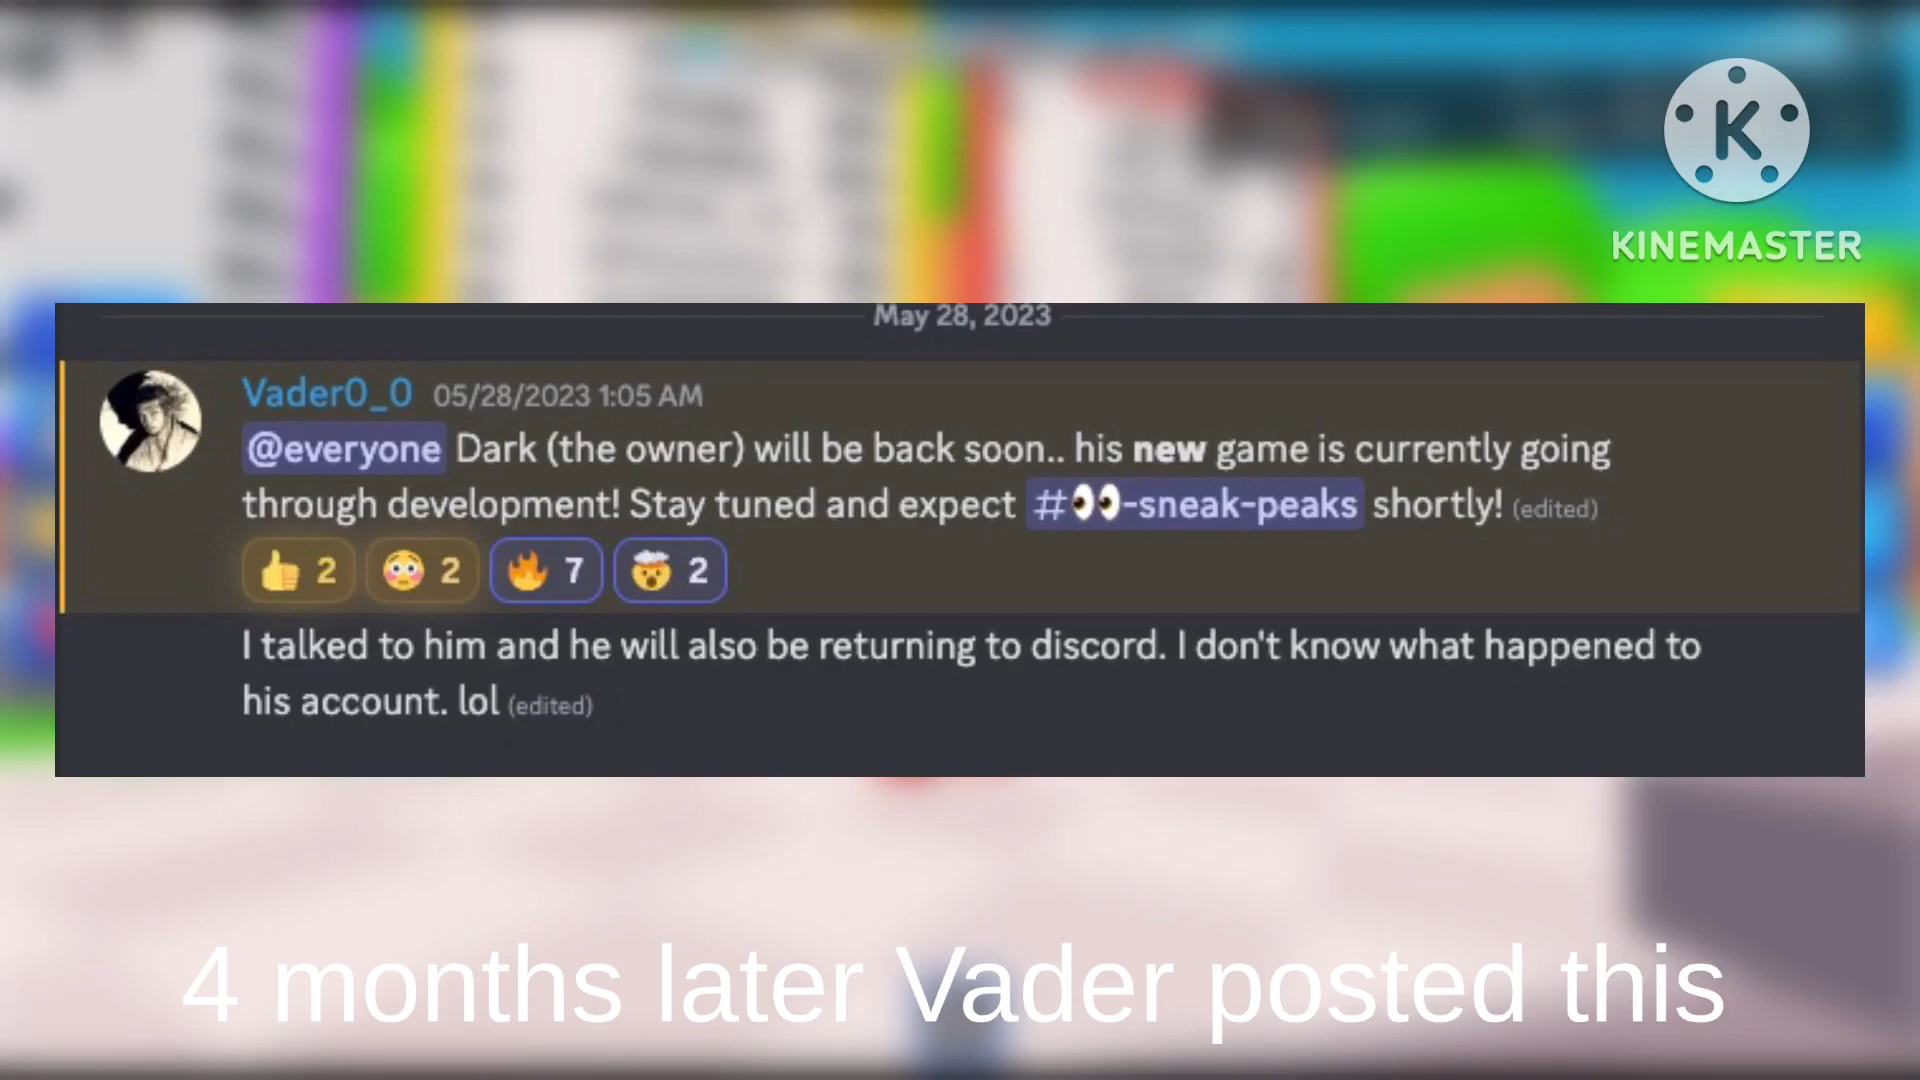 K
KINEMASTER
May 28, 2023
Vader0_0 05/28/2023 1:05 AM
@everyone Dark (the owner) will be back soon.. his new game is currently going
through development! Stay tuned and expect #👀-sneak-peaks shortly! (edited)
👍 2 😳 2 🔥 7 🤯 2
I talked to him and he will also be returning to discord. I don't know what happened to
his account. lol (edited)
4 months later Vader posted this